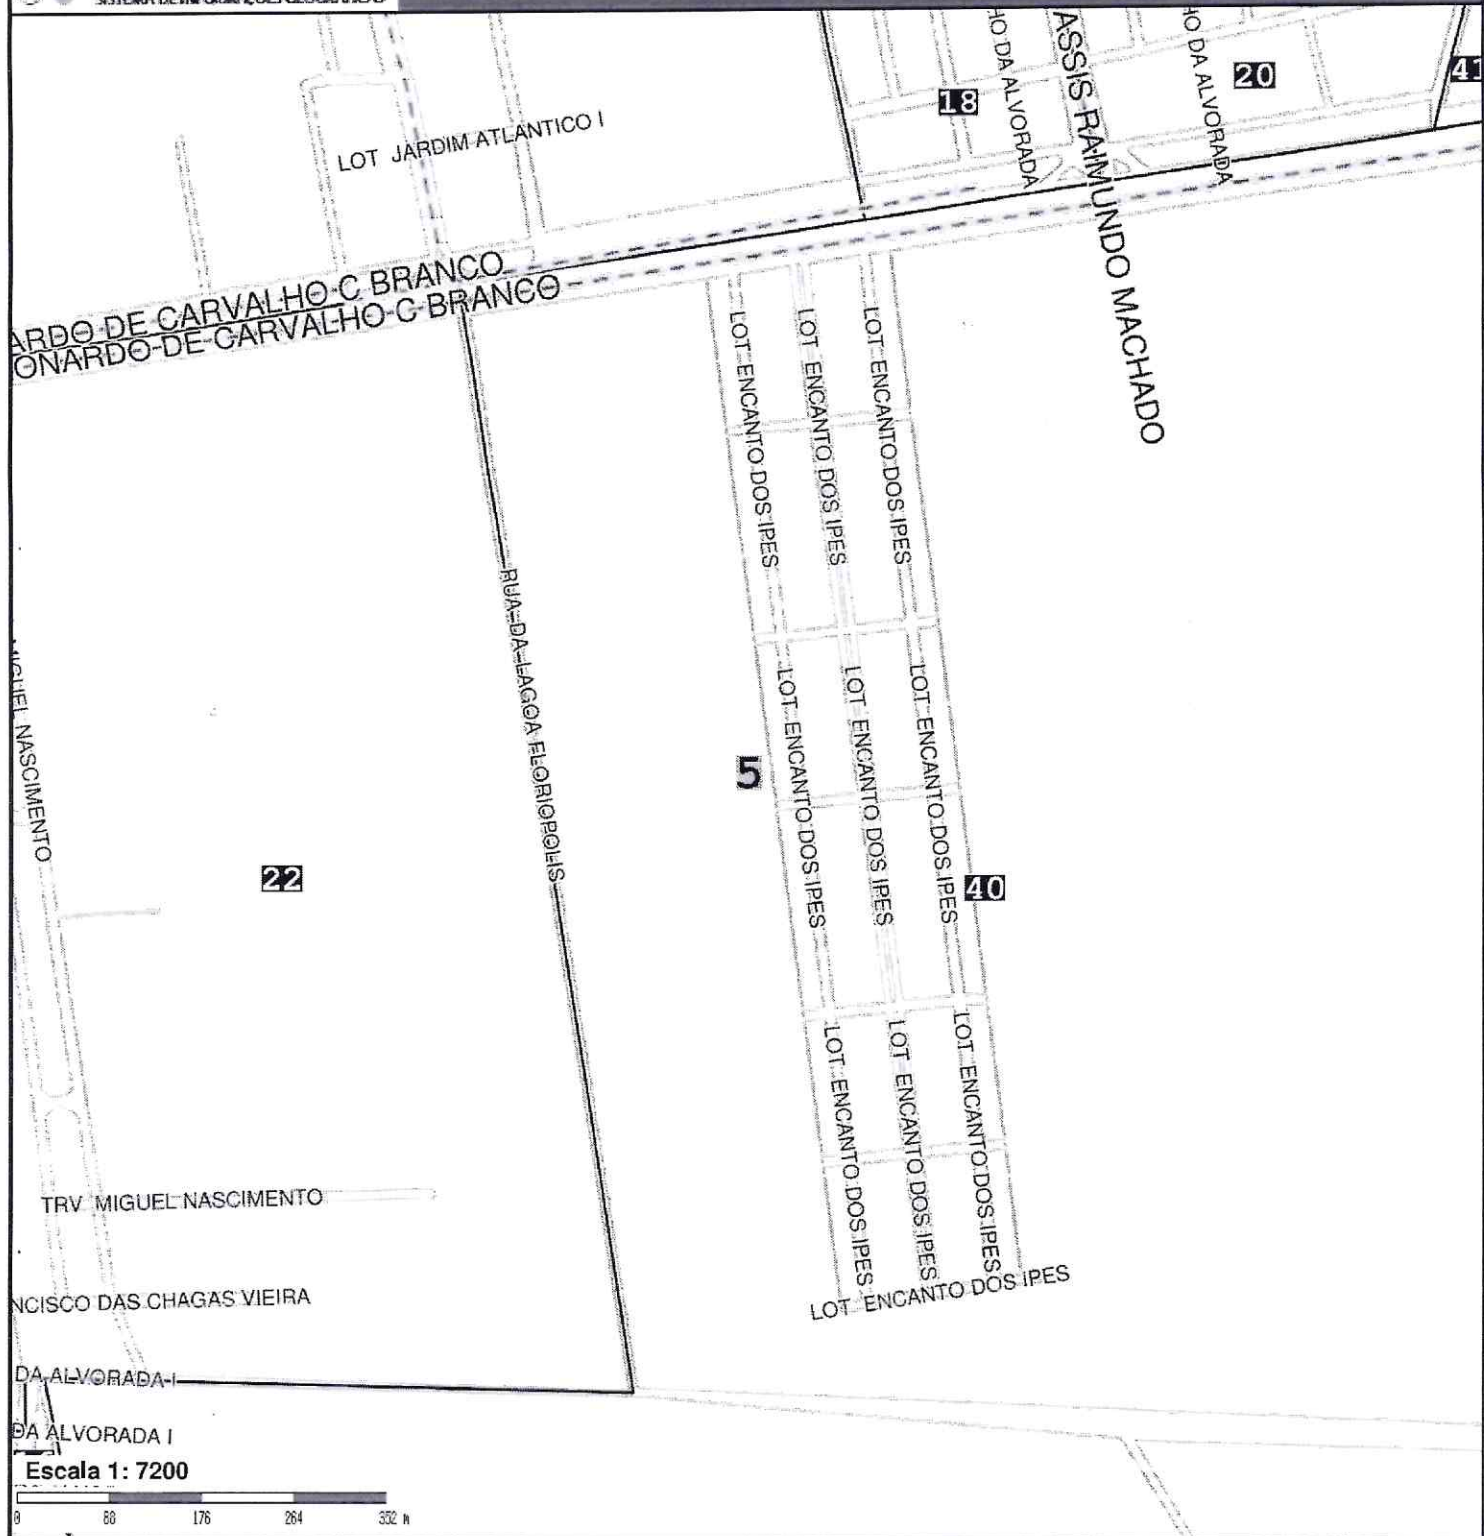 HO DA ALVORADA
ASSIS RAIMUNDO MACHADO
HO DA ALVORADA
20
41
18
LOT JARDIM ATLANTICO I
ARDO DE CARVALHO C BRANCO
ONARDO DE CARVALHO C BRANCO
LOT ENCANTO DOS IPES
LOT ENCANTO DOS IPES
LOT ENCANTO DOS IPES
RUA DA LAGOA FLORIOPOLIS
MIGUEL NASCIMENTO
LOT ENCANTO DOS IPES
LOT ENCANTO DOS IPES
LOT ENCANTO DOS IPES
5
22
40
LOT ENCANTO DOS IPES
LOT ENCANTO DOS IPES
LOT ENCANTO DOS IPES
TRV MIGUEL NASCIMENTO
LOT ENCANTO DOS IPES
NCISCO DAS CHAGAS VIEIRA
DA ALVORADA I
DA ALVORADA I
Escala 1: 7200
0 88 176 264 352 M